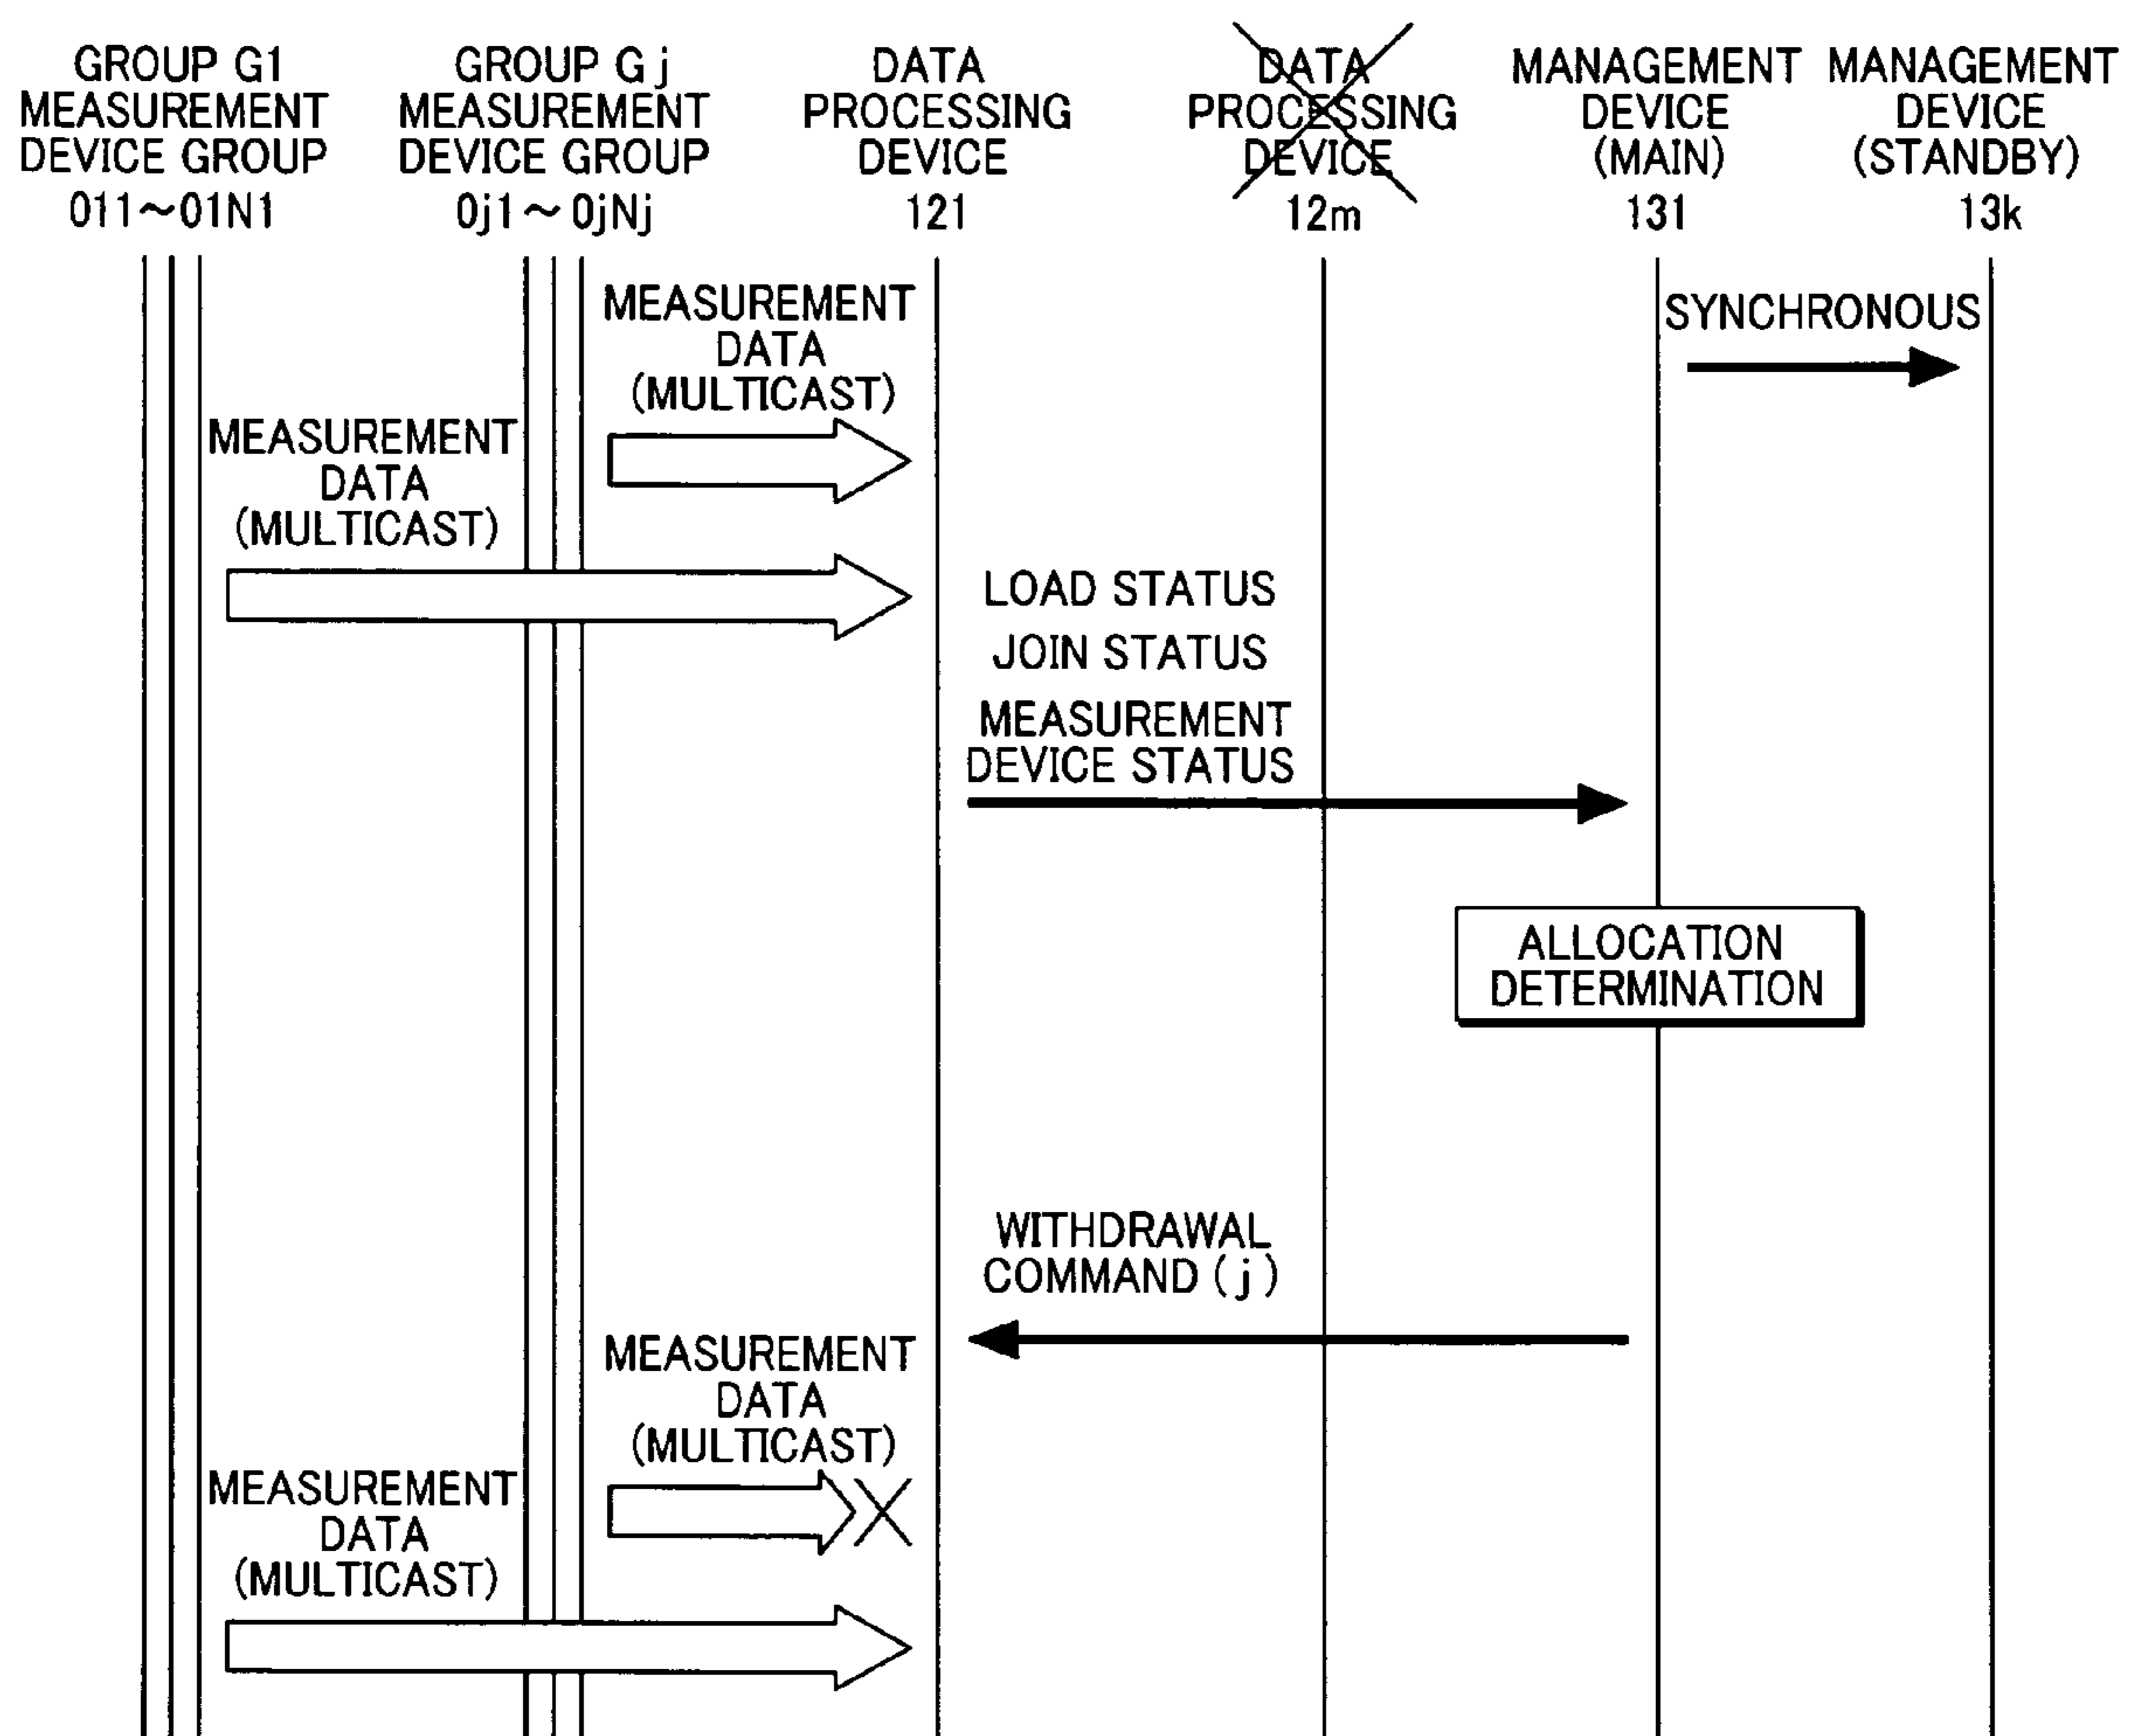 GROUP G1
MEASUREMENT
DEVICE GROUP
011~01N1
GROUP Gj
MEASUREMENT
DEVICE GROUP
0j1~0jNj
DATA
PROCESSING
DEVICE
121
DATA
PROCESSING
DEVICE
12m
MANAGEMENT
DEVICE
(MAIN)
131
MANAGEMENT
DEVICE
(STANDBY)
13k
SYNCHRONOUS
MEASUREMENT
DATA
(MULTICAST)
MEASUREMENT
DATA
(MULTICAST)
LOAD STATUS
JOIN STATUS
MEASUREMENT
DEVICE STATUS
ALLOCATION
DETERMINATION
WITHDRAWAL
COMMAND (j)
MEASUREMENT
DATA
(MULTICAST)
MEASUREMENT
DATA
(MULTICAST)